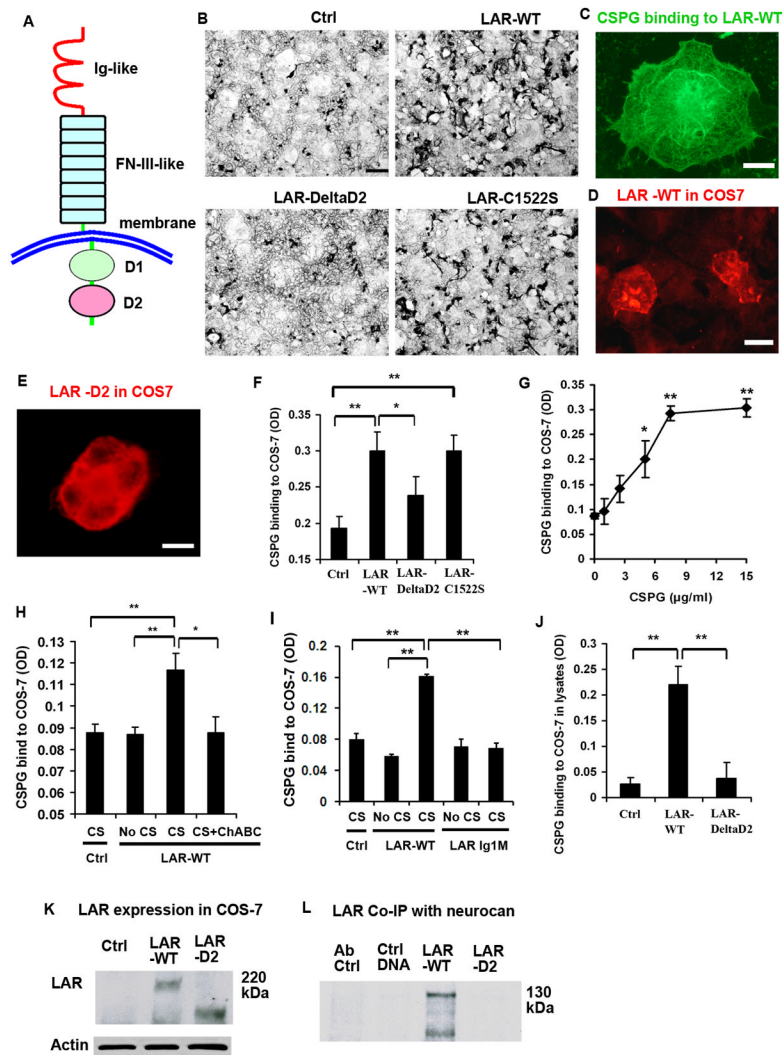 A
Ig-like
FN-III-like
membrane
D1
D2
B
Ctrl
LAR-WT
LAR-DeltaD2
LAR-C1522S
C
CSPG binding to LAR-WT
D
LAR -WT in COS7
E
LAR -D2 in COS7
F
CSPG binding to COS-7 (OD)
0.35
0.3
0.25
0.2
0.15
**
**
*
Ctrl
LAR
-WT
LAR-
DeltaD2
LAR-
C1522S
G
CSPG binding to COS-7 (OD)
0.35
0.3
0.25
0.2
0.15
0.1
0.05
0
*
**
**
0
3
7.5
11
15
CSPG (µg/ml)
H
CSPG bind to COS-7 (OD)
0.13
0.12
0.11
0.10
0.09
0.08
0.07
0.06
0.05
**
**
*
CS No CS CS CS+ChABC
Ctrl
LAR-WT
I
CSPG bind to COS-7 (OD)
0.2
0.16
0.12
0.08
0.04
0
**
**
**
CS No CS CS No CS CS
Ctrl
LAR-WT
LAR Ig1M
J
CSPG binding to COS-7 in lysates (OD)
0.3
0.25
0.2
0.15
0.1
0.05
0
**
**
Ctrl
LAR-
WT
LAR-
DeltaD2
K
LAR expression in COS-7
Ctrl
LAR
-WT
LAR
-D2
LAR
220
kDa
Actin
L
LAR Co-IP with neurocan
Ab
Ctrl
Ctrl
DNA
LAR
-WT
LAR
-D2
130
kDa